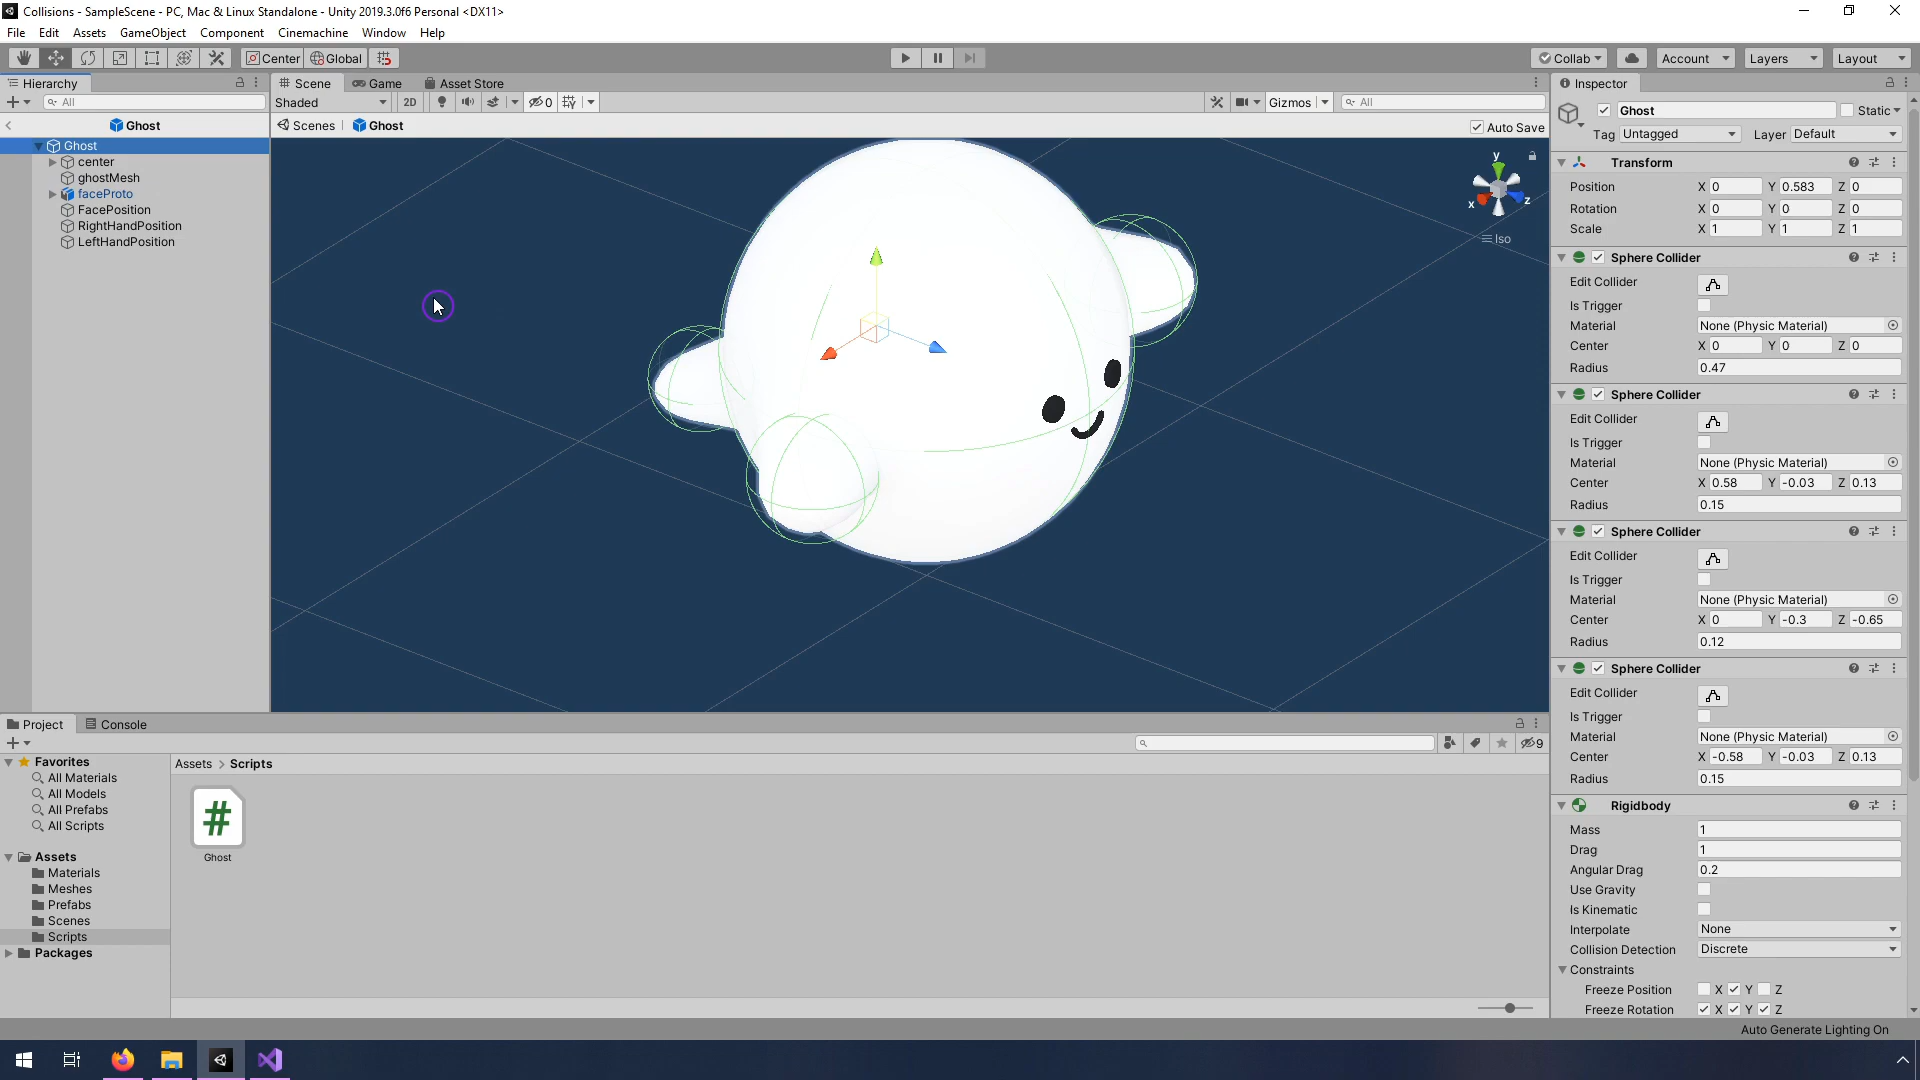 Collisions - SampleScene - PC, Mac & Linux Standalone - Unity 2019.3.0f6 Personal <DX11>
File Edit Assets GameObject Component Cinemachine Window Help
Center Global Collab Account Layers Layout
Hierarchy Scene Game Asset Store Inspector
All Shaded 2D 0 Gizmos All
Ghost Scenes Ghost Auto Save
Ghost Static
Tag Untagged Layer Default
Ghost
center
ghostMesh
faceProto
FacePosition
RightHandPosition
LeftHandPosition
y
x
z
Iso
Transform
Position X 0 Y 0.583 Z 0
Rotation X 0 Y 0 Z 0
Scale X 1 Y 1 Z 1
Sphere Collider
Edit Collider
Is Trigger
Material None (Physic Material)
Center X 0 Y 0 Z 0
Radius 0.47
Sphere Collider
Edit Collider
Is Trigger
Material None (Physic Material)
Center X 0.58 Y -0.03 Z 0.13
Radius 0.15
Sphere Collider
Edit Collider
Is Trigger
Material None (Physic Material)
Center X 0 Y -0.3 Z -0.65
Radius 0.12
Sphere Collider
Edit Collider
Is Trigger
Material None (Physic Material)
Center X -0.58 Y -0.03 Z 0.13
Radius 0.15
Rigidbody
Mass 1
Drag 1
Angular Drag 0.2
Use Gravity
Is Kinematic
Interpolate None
Collision Detection Discrete
Constraints
Freeze Position X Y Z
Freeze Rotation X Y Z
Project Console
9
Favorites
All Materials
All Models
All Prefabs
All Scripts
Assets
Materials
Meshes
Prefabs
Scenes
Scripts
Packages
Assets > Scripts
#
Ghost
Auto Generate Lighting On